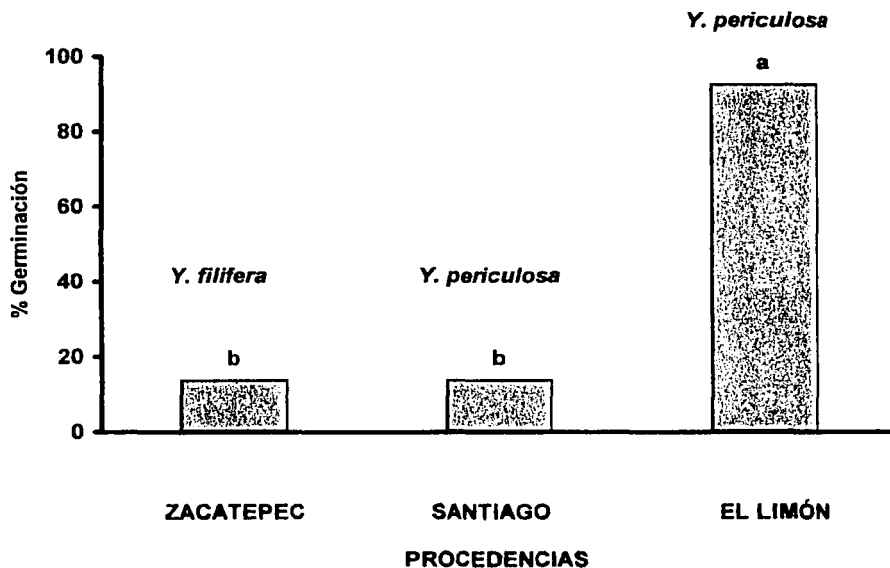 Y. periculosa
a
100
80
60
40
20
0
% Germinación
Y. filifera
Y. periculosa
b
b
ZACATEPEC
SANTIAGO
EL LIMÓN
PROCEDENCIAS